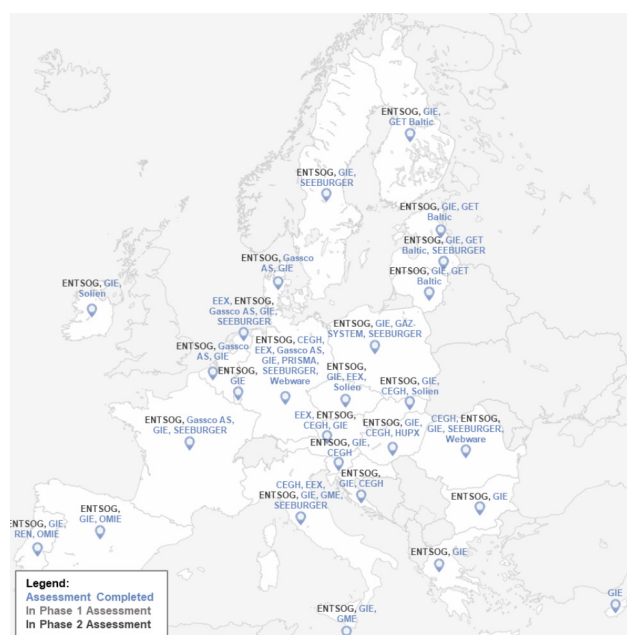 ENTSOG, GIE,
GET Baltic
ENTSOG, GIE,
SEEBURGER
ENTSOG, GIE, GET
Baltic
ENTSOG, GIE, GET
Baltic, SEEBURGER
ENTSOG, GIE, GET
Baltic
ENTSOG, Gassco
AS, GIE
ENTSOG, GIE,
Solien
EEX, ENTSOG,
Gassco AS, GIE,
SEEBURGER
ENTSOG, GIE, GAZ-
SYSTEM, SEEBURGER
ENTSOG, Gassco
AS, GIE
ENTSOG, CEGH,
EEX, Gassco AS,
GIE, PRISMA,
SEEBURGER,
Webware
ENTSOG,
GIE
ENTSOG,
GIE, EEX,
Solien
ENTSOG, GIE,
CEGH, Solien
ENTSOG, Gassco AS,
GIE, SEEBURGER
EEX, ENTSOG,
CEGH, GIE
ENTSOG, GIE,
CEGH, HUPX
CEGH, ENTSOG,
GIE, SEEBURGER,
Webware
ENTSOG, GIE,
CEGH
ENTSOG,
GIE, CEGH
CEGH, EEX,
ENTSOG, GIE, GME,
SEEBURGER
ENTSOG, GIE
ENTSOG,
GIE, OMIE
ENTSOG, GIE,
REN, OMIE
ENTSOG, GIE
GIE
ENTSOG, GIE,
GME
Legend:
Assessment Completed
In Phase 1 Assessment
In Phase 2 Assessment